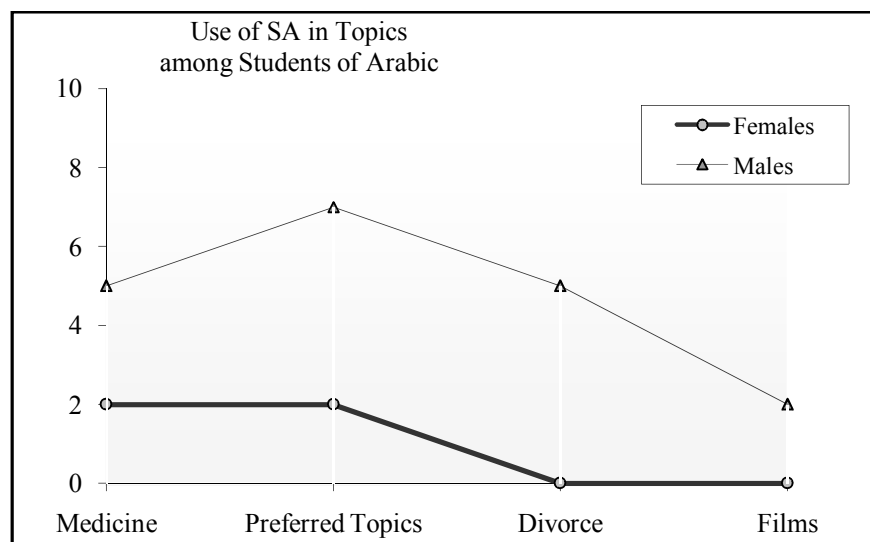 Use of SA in Topics
among Students of Arabic
10
8
6
4
2
0
Females
Males
Medicine
Preferred Topics
Divorce
Films